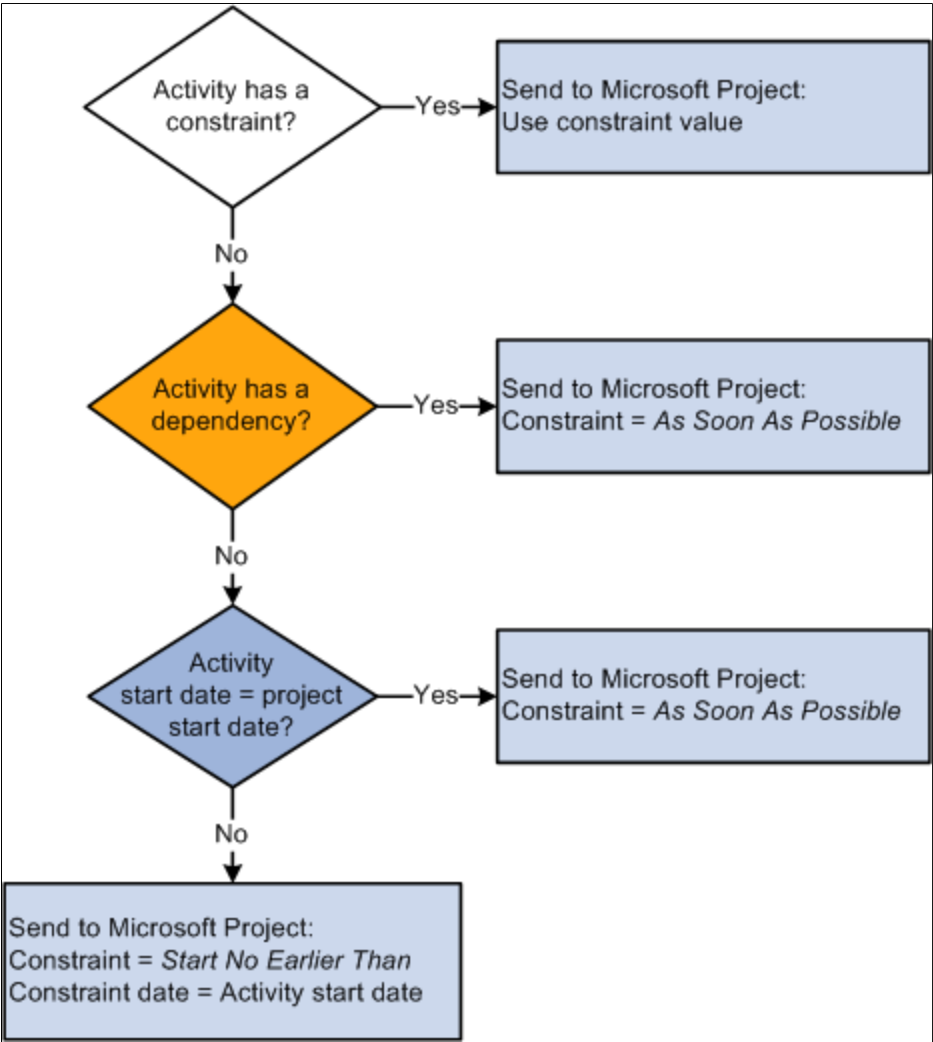 Activity has a
constraint?
Yes
Send to Microsoft Project:
Use constraint value
No
Activity has a
dependency?
Yes
Send to Microsoft Project:
Constraint = As Soon As Possible
No
Activity
start date = project
start date?
Yes
Send to Microsoft Project:
Constraint = As Soon As Possible
No
Send to Microsoft Project:
Constraint = Start No Earlier Than
Constraint date = Activity start date